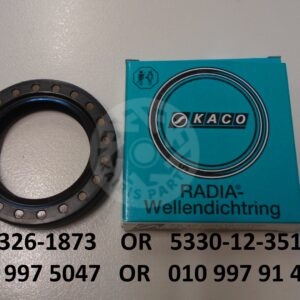 KACO
RADIA-
Wellendichtring
326-1873 OR 5330-12-351
997 5047 OR 010 997 91 4